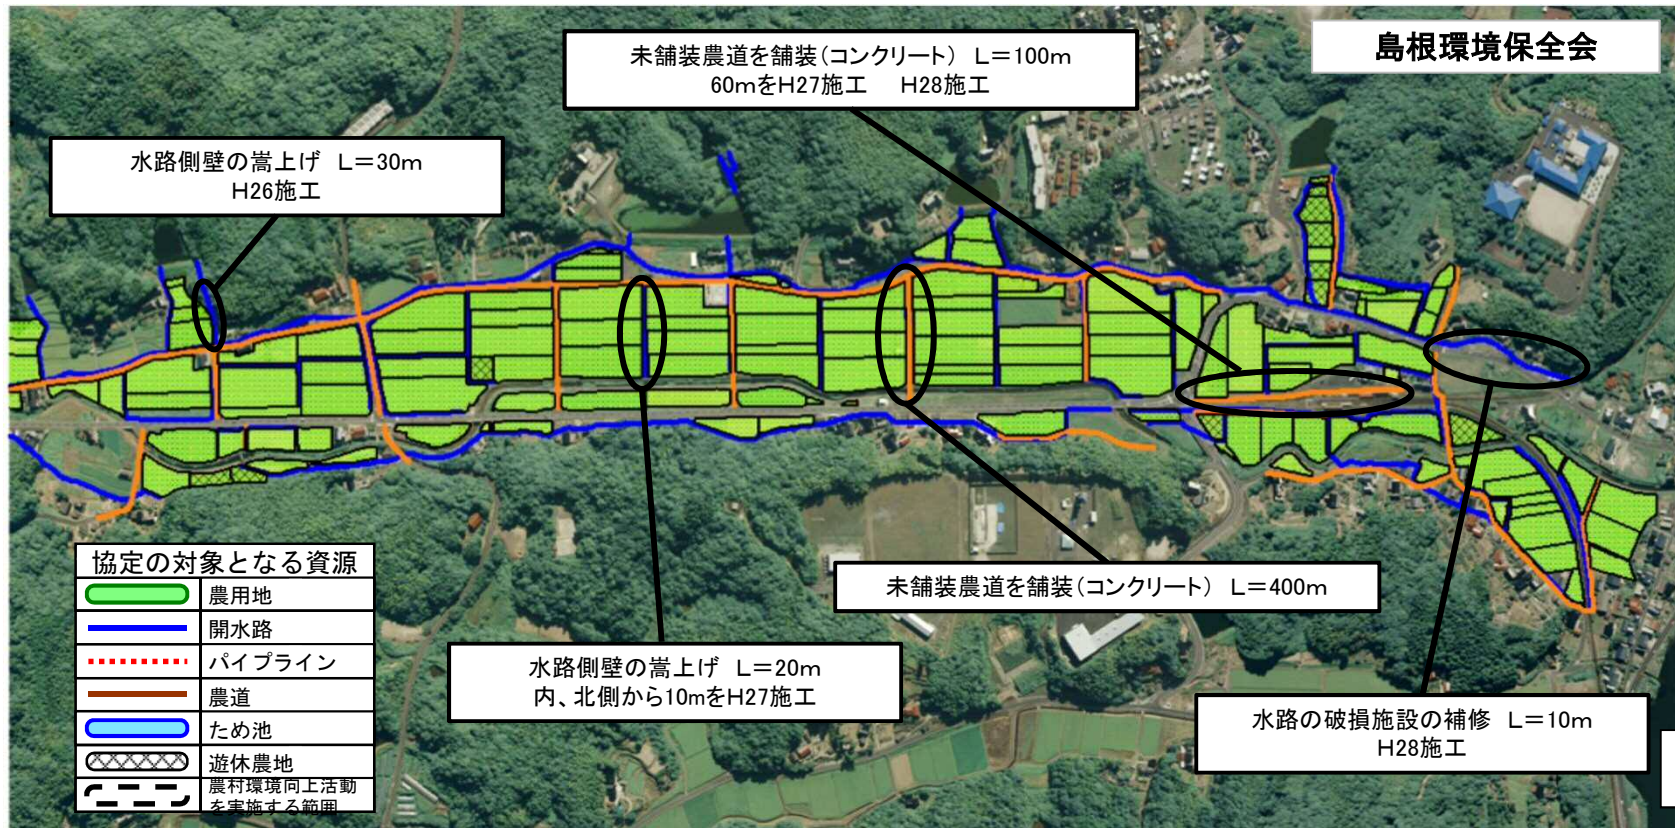 島根環境保全会
未舗装農道を舗装(コンクリート) L=100m
60mをH27施工 H28施工
水路側壁の嵩上げ L=30m
H26施工
未舗装農道を舗装(コンクリート) L=400m
水路側壁の嵩上げ L=20m
内、北側から10mをH27施工
水路の破損施設の補修 L=10m
H28施工
協定の対象となる資源
農用地
開水路
パイプライン
農道
ため池
遊休農地
農村環境向上活動
を実施する範囲